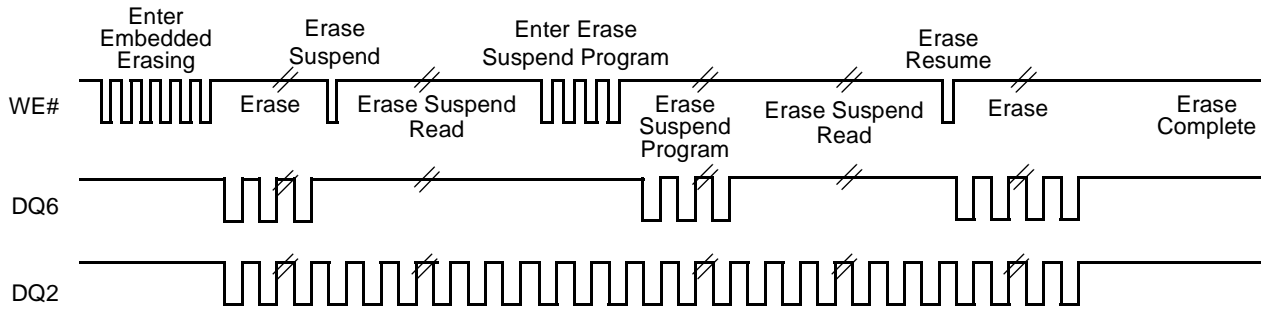 Enter
Embedded
Erasing
Erase
Suspend
Enter Erase
Suspend Program
Erase
Resume
WE#
Erase
Erase Suspend
Read
Erase
Suspend
Program
Erase Suspend
Read
Erase
Erase
Complete
DQ6
DQ2